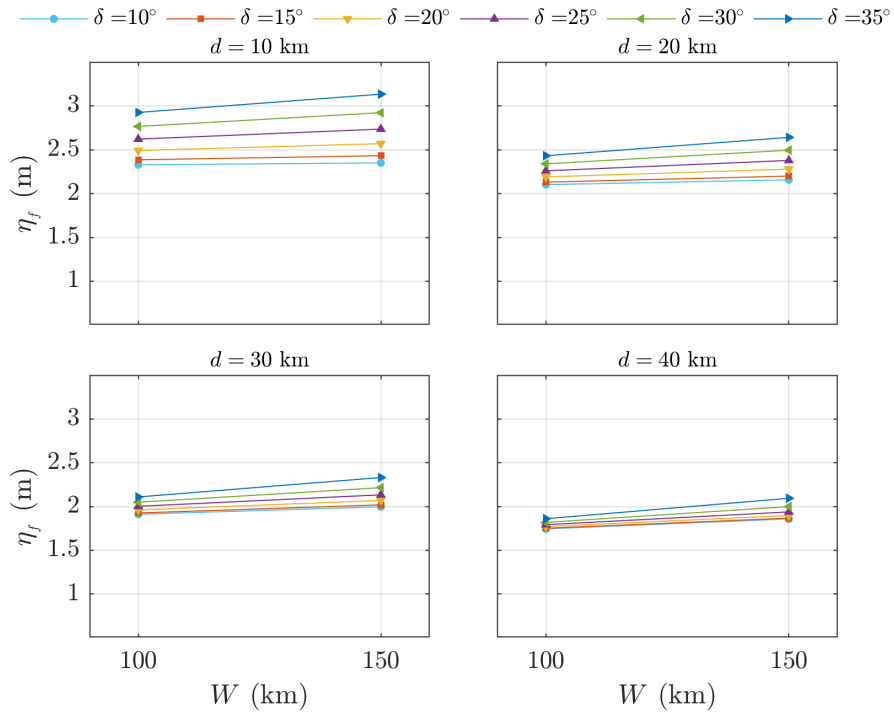 δ =10° δ =15° δ =20° δ =25° δ =30° δ =35°
d = 10 km
d = 20 km
3
2.5
2
1.5
1
η_f (m)
d = 30 km
d = 40 km
3
2.5
2
1.5
1
η_f (m)
100 150
100 150
W (km)
W (km)